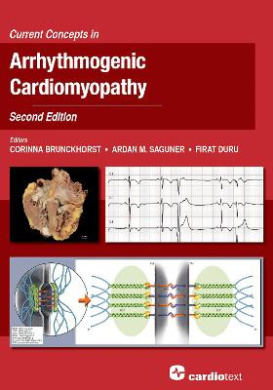 Current Concepts in
Arrhythmogenic
Cardiomyopathy
Second Edition
Editors
CORINNA BRUNCKHORST • ARDAN M. SAGUNER • FIRAT DURU
cardiotext